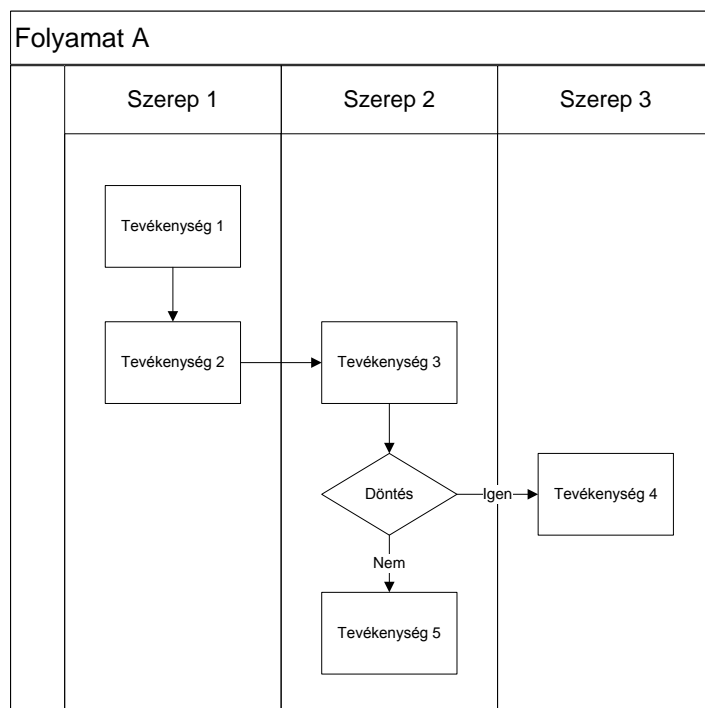 Folyamat A
Szerep 1
Szerep 2
Szerep 3
Tevékenység 1
Tevékenység 2
Tevékenység 3
Döntés
Igen
Tevékenység 4
Nem
Tevékenység 5